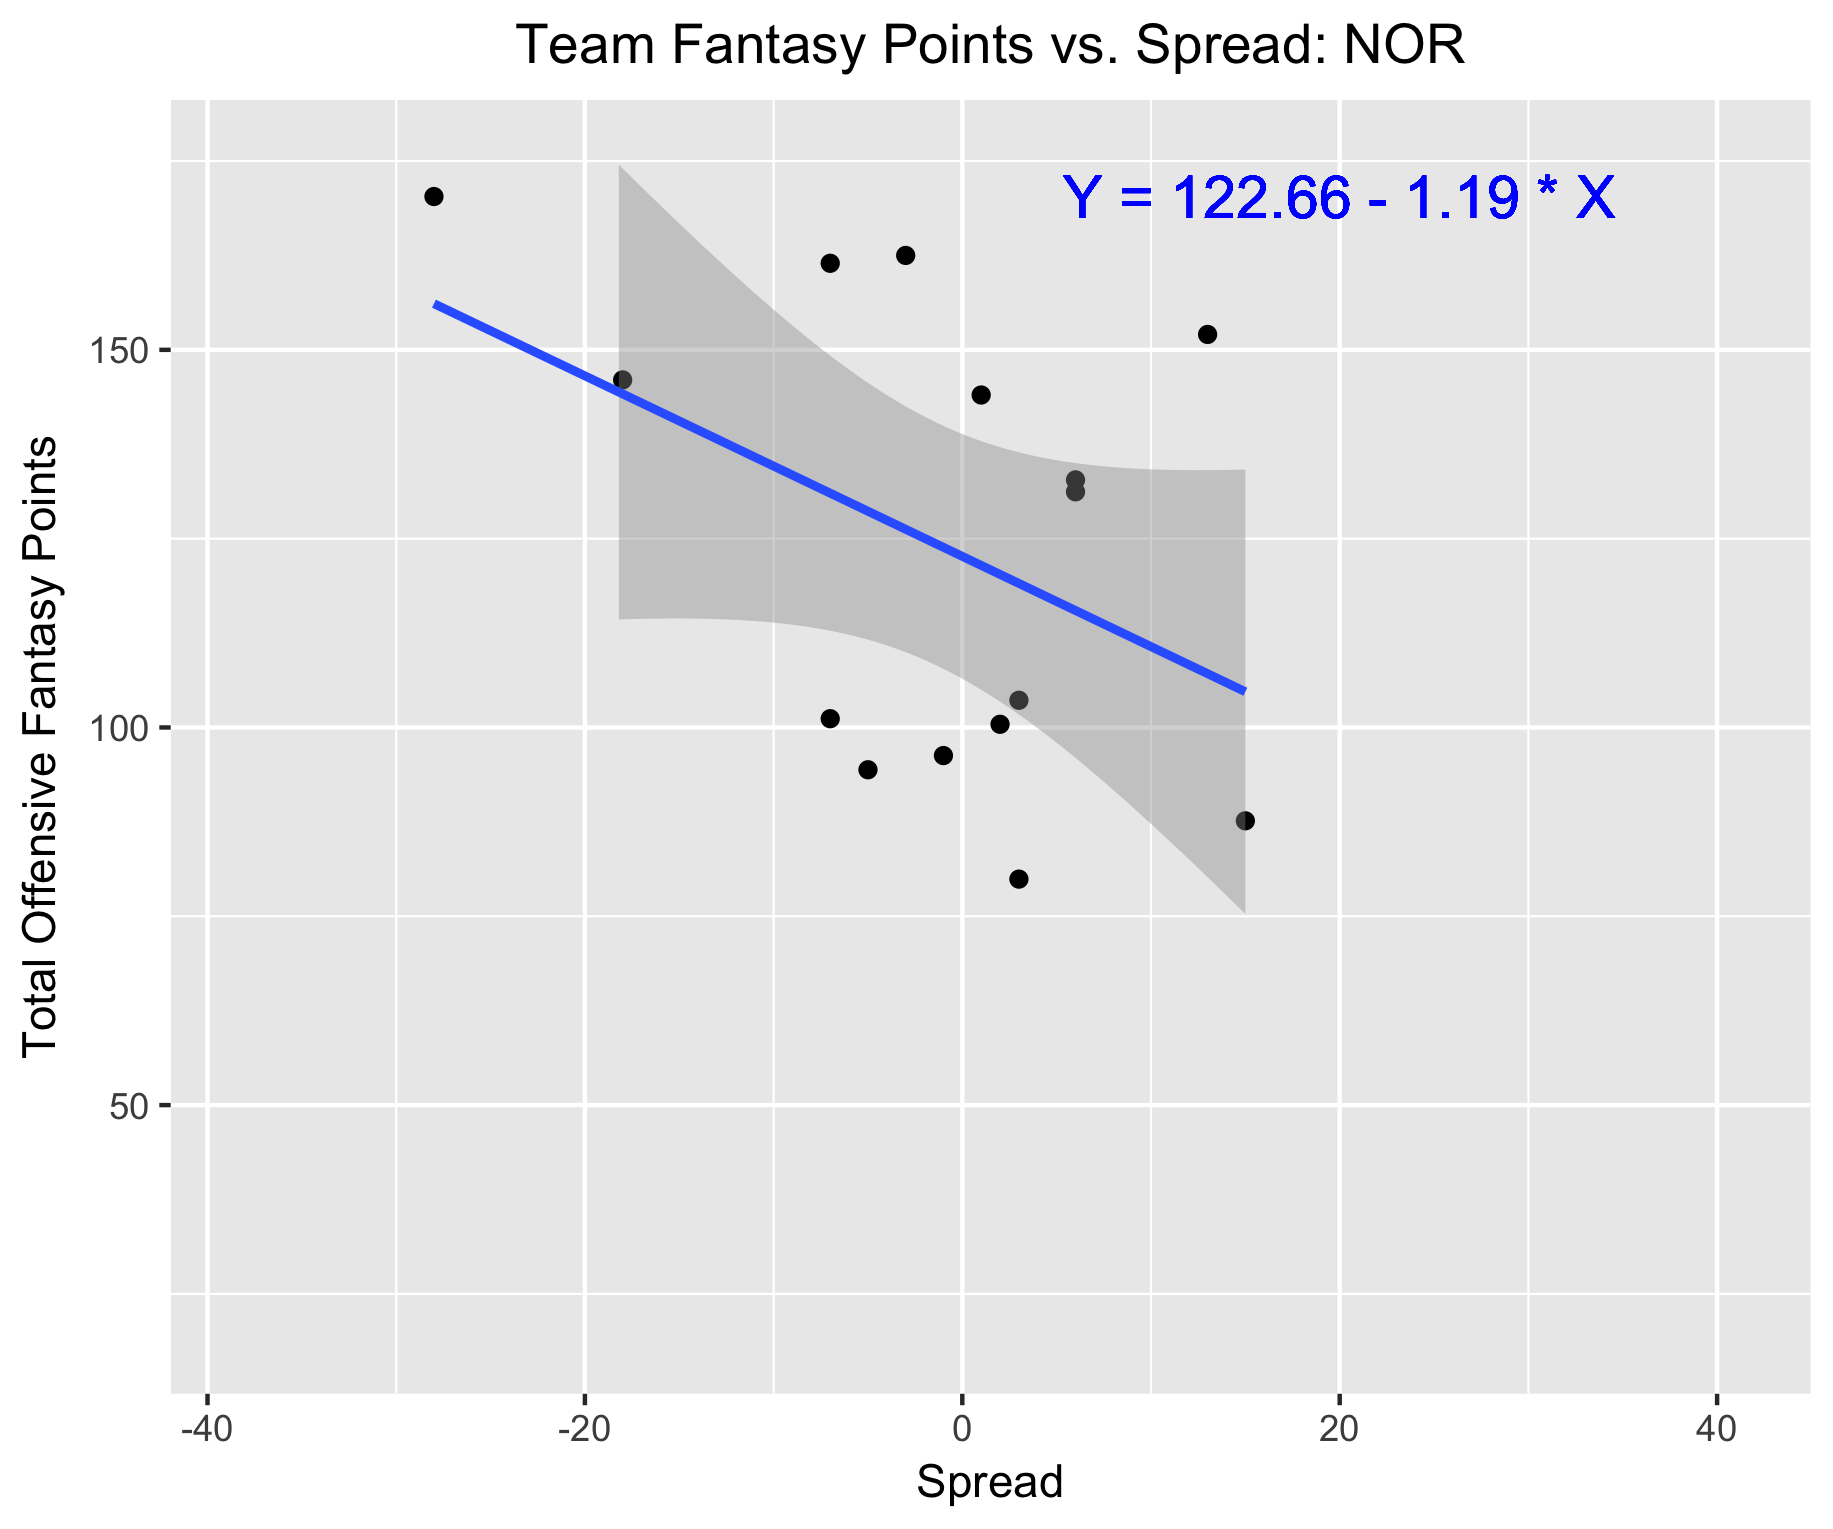 Team Fantasy Points vs. Spread: NOR
Y = 122.66 - 1.19 * X
Total Offensive Fantasy Points
150
100
50
-40 -20 0 20 40
Spread